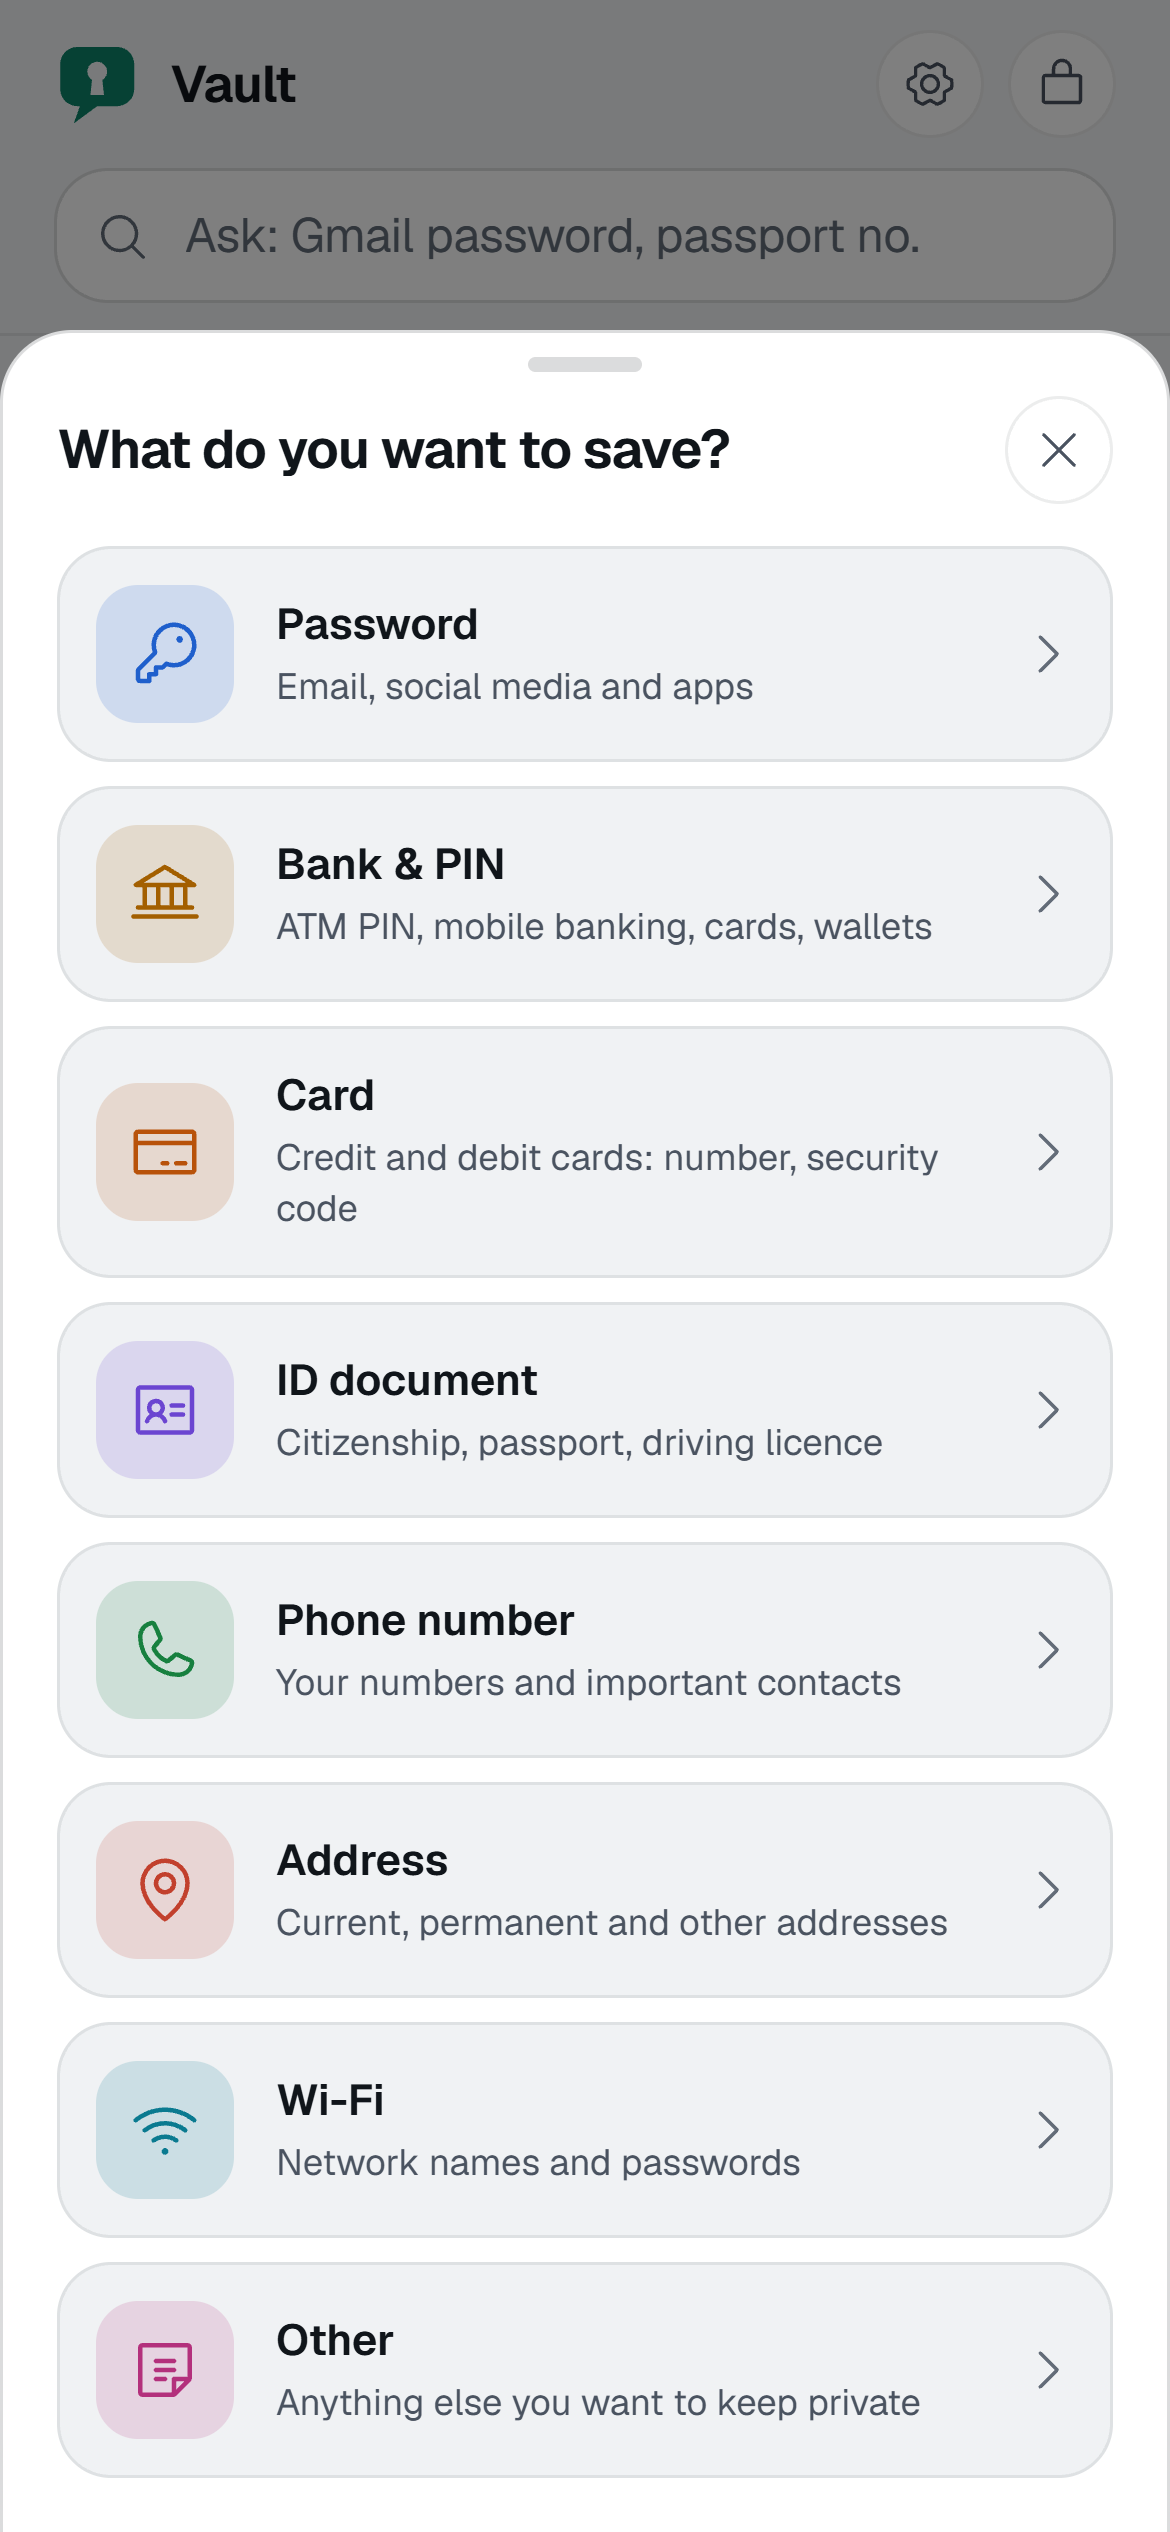 Vault
Ask: Gmail password, passport no.
What do you want to save?
Password
Email, social media and apps
Bank & PIN
ATM PIN, mobile banking, cards, wallets
Card
Credit and debit cards: number, security
code
ID document
Citizenship, passport, driving licence
Phone number
Your numbers and important contacts
Address
Current, permanent and other addresses
Wi-Fi
Network names and passwords
Other
Anything else you want to keep private